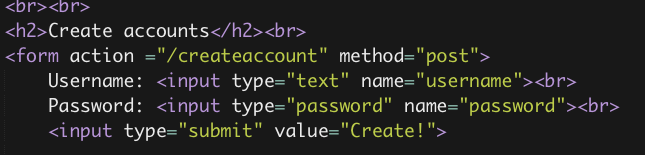 <br><br>
<h2>Create accounts</h2><br>
<form action ="/createaccount" method="post">
Username: <input type="text" name="username"><br>
Password: <input type="password" name="password"><br>
<input type="submit" value="Create!">